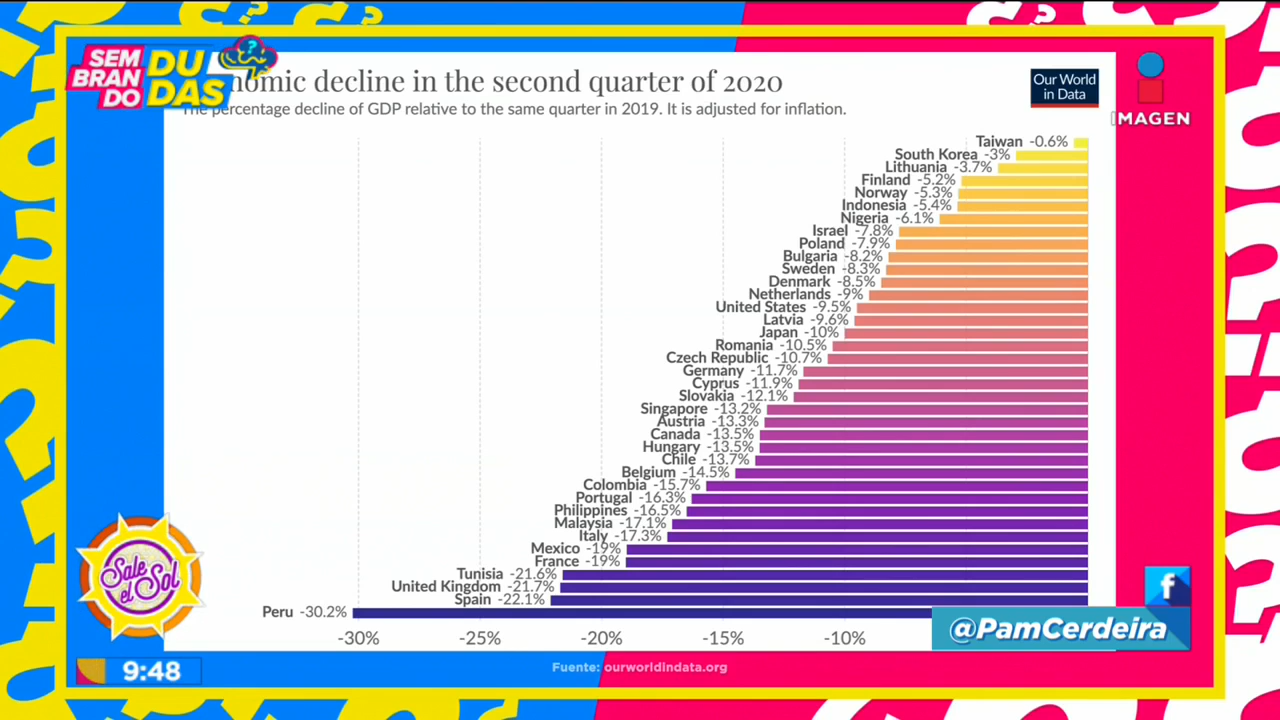 SEM
BRAN
DO
DU
DAS
?
nomic decline in the second quarter of 2020
The percentage decline of GDP relative to the same quarter in 2019. It is adjusted for inflation.
Our World
in Data
IMAGEN
Taiwan -0.6%
South Korea -3%
Lithuania -3.7%
Finland -5.2%
Norway -5.3%
Indonesia -5.4%
Nigeria -6.1%
Israel -7.8%
Poland -7.9%
Bulgaria -8.2%
Sweden -8.3%
Denmark -8.5%
Netherlands -9%
United States -9.5%
Latvia -9.6%
Japan -10%
Romania -10.5%
Czech Republic -10.7%
Germany -11.7%
Cyprus -11.9%
Slovakia -12.1%
Singapore -13.2%
Austria -13.3%
Canada -13.5%
Hungary -13.5%
Chile -13.7%
Belgium -14.5%
Colombia -15.7%
Portugal -16.3%
Philippines -16.5%
Malaysia -17.1%
Italy -17.3%
Mexico -19%
France -19%
Tunisia -21.6%
United Kingdom -21.7%
Spain -22.1%
Peru -30.2%
-30% -25% -20% -15% -10%
Sale
el
Sol
f
@PamCerdeira
9:48
Fuente: ourworldindata.org